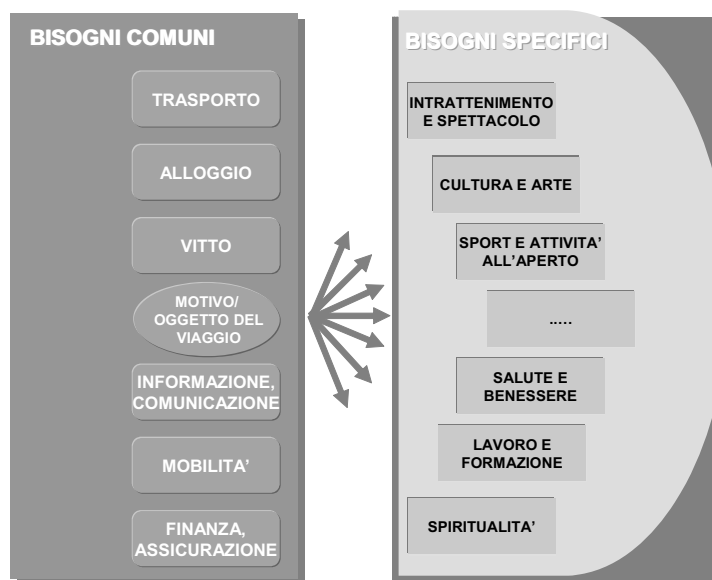 BISOGNI COMUNI
TRASPORTO
ALLOGGIO
VITTO
MOTIVO/
OGGETTO DEL
VIAGGIO
INFORMAZIONE,
COMUNICAZIONE
MOBILITA’
FINANZA,
ASSICURAZIONE
BISOGNI SPECIFICI
INTRATTENIMENTO
E SPETTACOLO
CULTURA E ARTE
SPORT E ATTIVITA’
ALL’APERTO
.....
SALUTE E
BENESSERE
LAVORO E
FORMAZIONE
SPIRITUALITA’